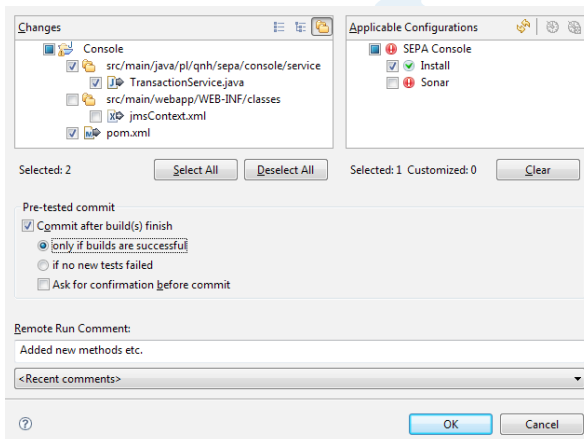 Changes
Console
src/main/java/pl/qnh/sepa/console/service
TransactionService.java
src/main/webapp/WEB-INF/classes
jmsContext.xml
pom.xml
Selected: 2
Select All
Deselect All
Applicable Configurations
SEPA Console
Install
Sonar
Selected: 1 Customized: 0
Clear
Pre-tested commit
Commit after build(s) finish
only if builds are successful
if no new tests failed
Ask for confirmation before commit
Remote Run Comment:
Added new methods etc.
<Recent comments>
OK
Cancel